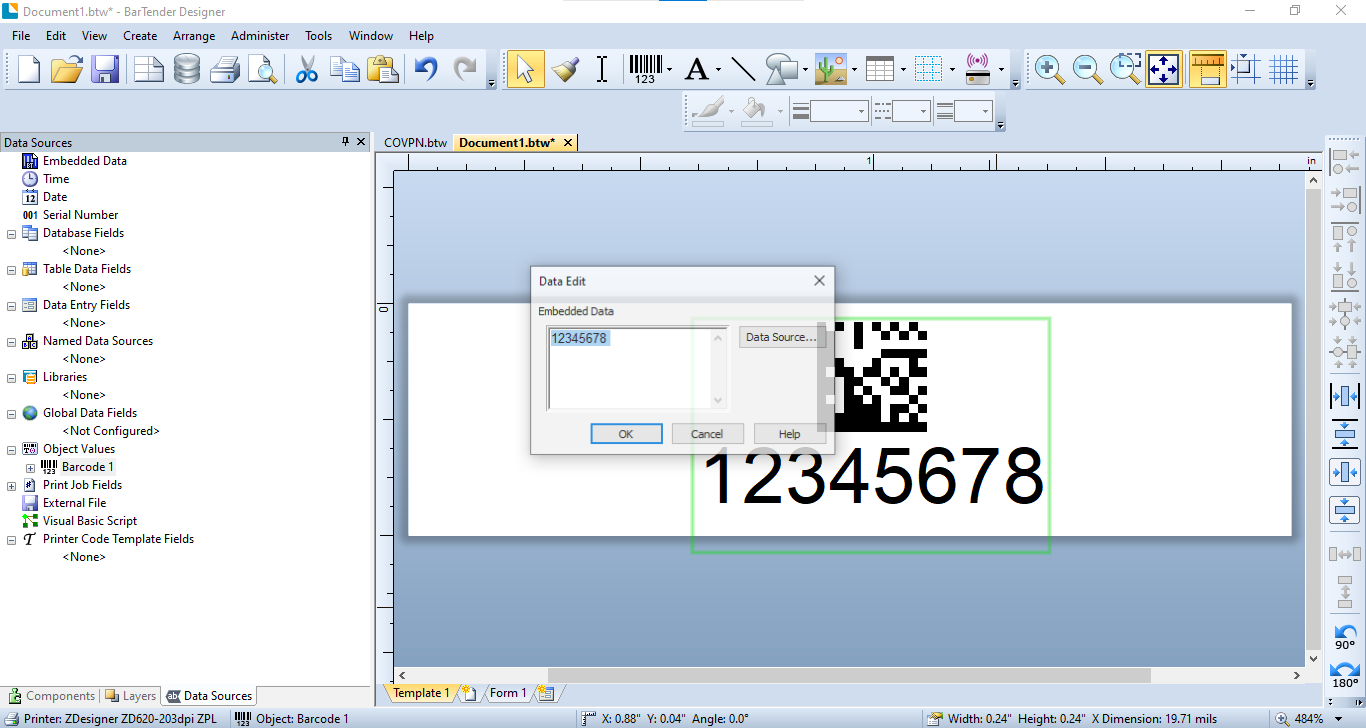 Document1.btw* - BarTender Designer
File Edit View Create Arrange Administer Tools Window Help
123
A
Data Sources
COVPN.btw Document1.btw*
Embedded Data
Time
12 Date
001 Serial Number
Database Fields
<None>
Table Data Fields
<None>
Data Entry Fields
<None>
Named Data Sources
<None>
Libraries
<None>
Global Data Fields
<Not Configured>
Object Values
123 Barcode 1
Print Job Fields
External File
Visual Basic Script
T Printer Code Template Fields
<None>
1
in
0
Data Edit
Embedded Data
12345678
Data Source...
OK Cancel Help
12345678
90°
180°
Components Layers ab Data Sources
Template 1 Form 1
Printer: ZDesigner ZD620-203dpi ZPL
123 Object: Barcode 1
X: 0.88" Y: 0.04" Angle: 0.0°
Width: 0.24" Height: 0.24" X Dimension: 19.71 mils
484%